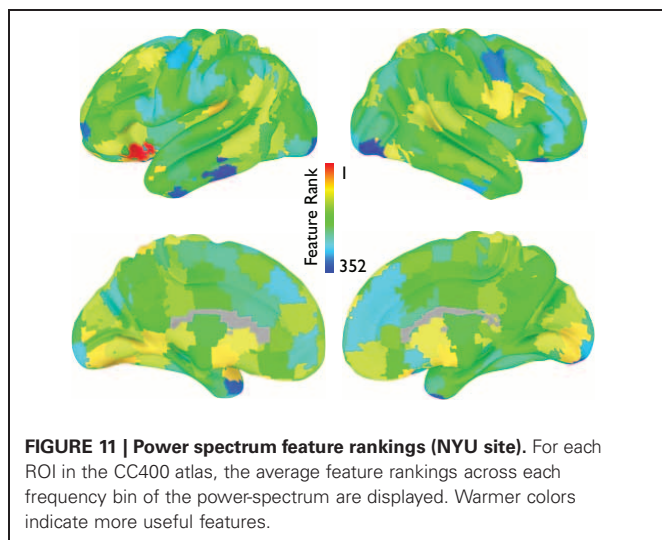 1
Feature Rank
352
FIGURE 11 | Power spectrum feature rankings (NYU site). For each
ROI in the CC400 atlas, the average feature rankings across each
frequency bin of the power-spectrum are displayed. Warmer colors
indicate more useful features.